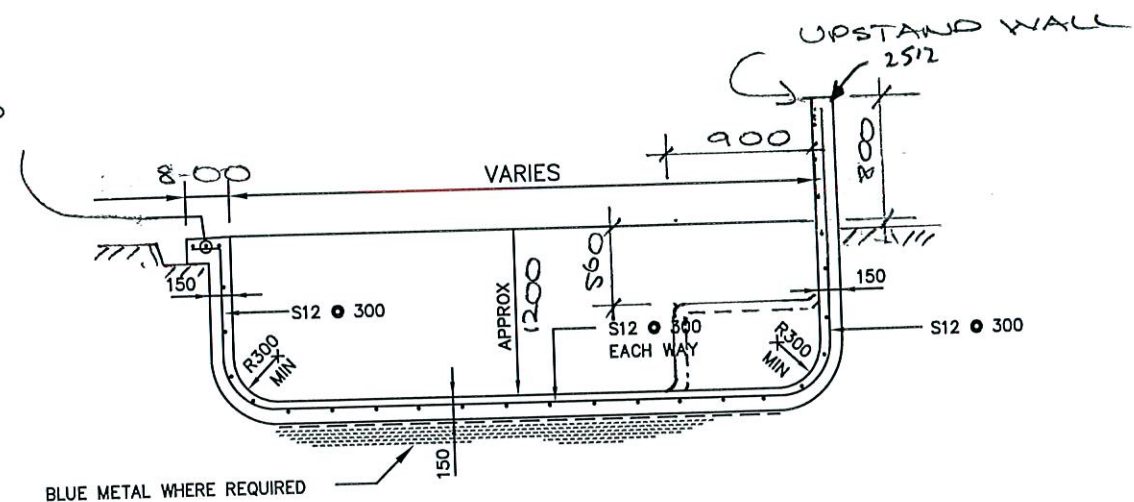 UPSTAND WALL
2S12
900
800
8-00
VARIES
150
S12 @ 300
R300
MIN
APPROX
1200
560
S12 @ 300
EACH WAY
R300
MIN
150
S12 @ 300
150
BLUE METAL WHERE REQUIRED